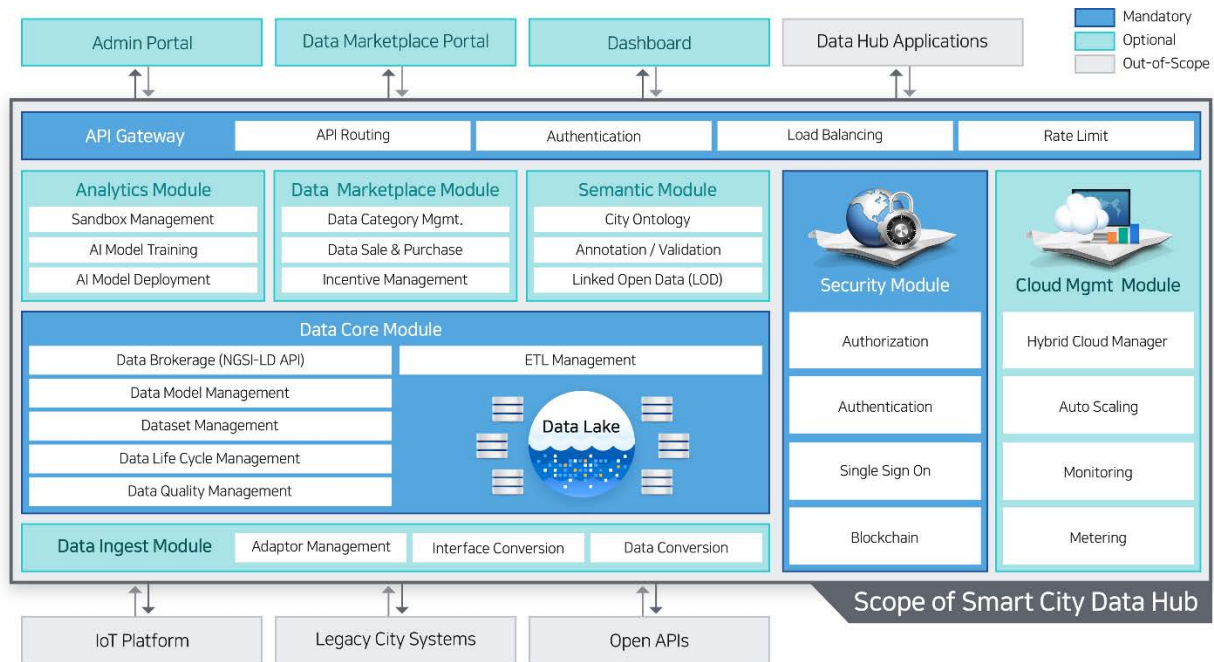 Admin Portal
Data Marketplace Portal
Dashboard
Data Hub Applications
Mandatory
Optional
Out-of-Scope
API Gateway
API Routing
Authentication
Load Balancing
Rate Limit
Analytics Module
Sandbox Management
AI Model Training
AI Model Deployment
Data Marketplace Module
Data Category Mgmt.
Data Sale & Purchase
Incentive Management
Semantic Module
City Ontology
Annotation / Validation
Linked Open Data (LOD)
Security Module
Authorization
Authentication
Single Sign On
Blockchain
Cloud Mgmt Module
Hybrid Cloud Manager
Auto Scaling
Monitoring
Metering
Data Core Module
Data Brokerage (NGSI-LD API)
Data Model Management
Dataset Management
Data Life Cycle Management
Data Quality Management
ETL Management
Data Lake
Data Ingest Module
Adaptor Management
Interface Conversion
Data Conversion
Scope of Smart City Data Hub
IoT Platform
Legacy City Systems
Open APIs